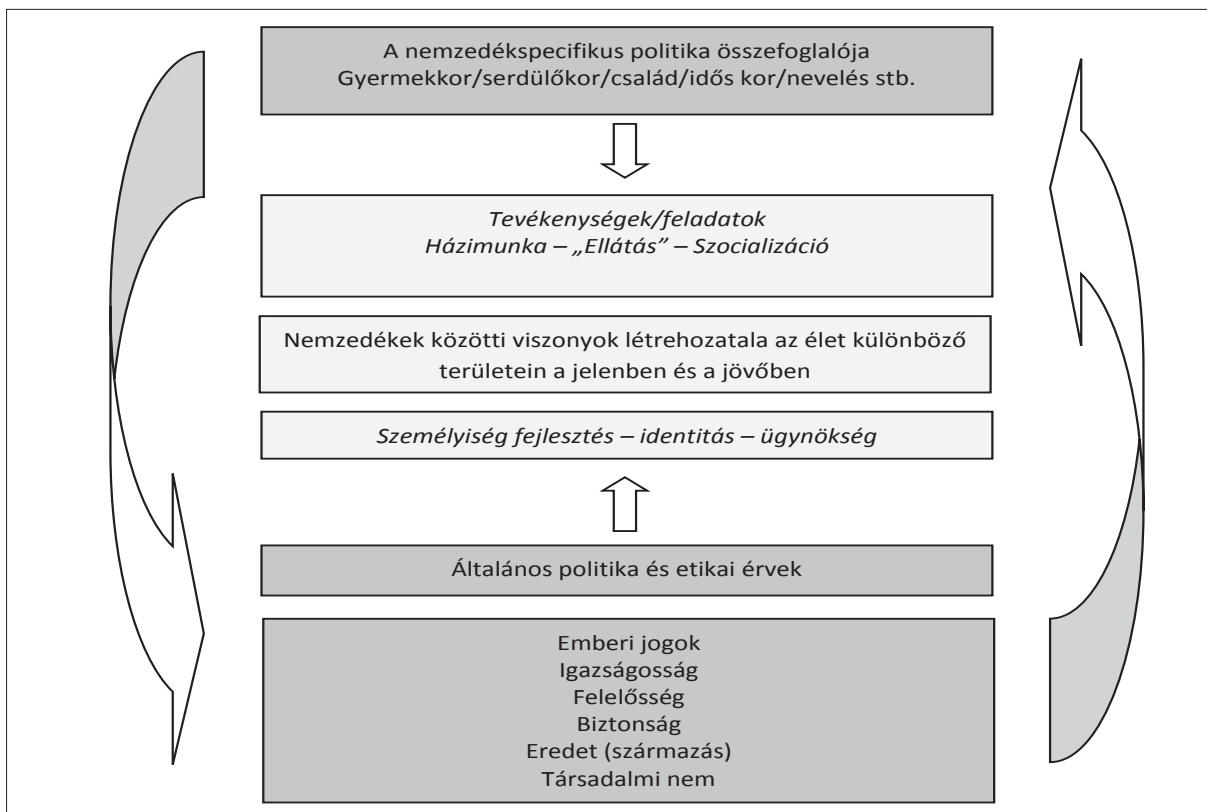 A nemzedékspecifikus politika összefoglalója
Gyermekkor/serdülőkor/család/idős kor/nevelés stb.
Tevékenységek/feladatok
Házimunka – „Ellátás” – Szocializáció
Nemzedékek közötti viszonyok létrehozatala az élet különböző
területein a jelenben és a jövőben
Személyiség fejlesztés – identitás – ügynökség
Általános politika és etikai érvek
Emberi jogok
Igazságosság
Felelősség
Biztonság
Eredet (származás)
Társadalmi nem